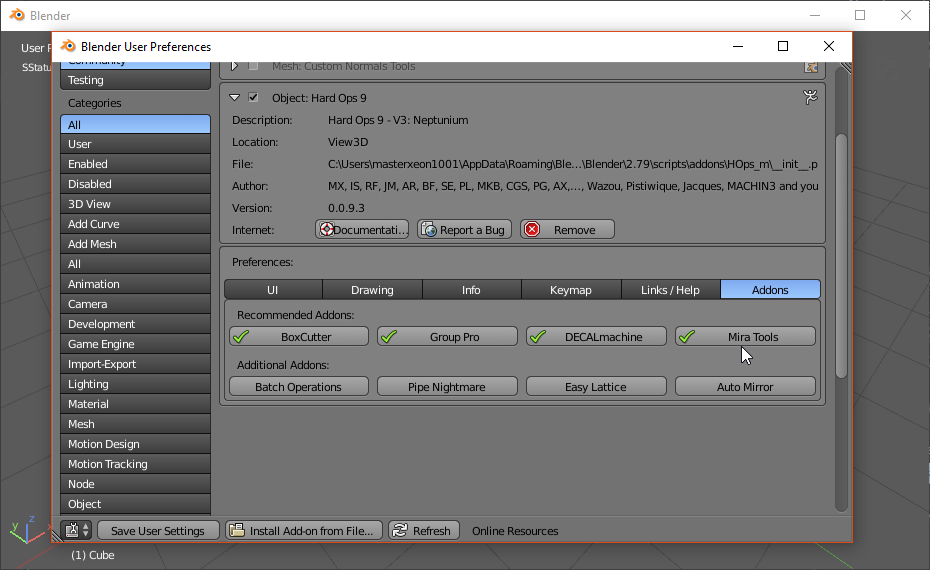 Blender
User P
SStatu
Blender User Preferences
Community
Testing
Categories
All
User
Enabled
Disabled
3D View
Add Curve
Add Mesh
All
Animation
Camera
Development
Game Engine
Import-Export
Lighting
Material
Mesh
Motion Design
Motion Tracking
Node
Object
Mesh: Custom Normals Tools
Object: Hard Ops 9
Description: Hard Ops 9 - V3: Neptunium
Location: View3D
File: C:\Users\masterxeon1001\AppData\Roaming\Ble...\Blender\2.79\scripts\addons\HOps_m\__init__.p
Author: MX, IS, RF, JM, AR, BF, SE, PL, MKB, CGS, PG, AX,..., Wazou, Pistiwique, Jacques, MACHIN3 and you
Version: 0.0.9.3
Internet: Documentati... Report a Bug Remove
Preferences:
UI Drawing Info Keymap Links / Help Addons
Recommended Addons:
BoxCutter Group Pro DECALmachine Mira Tools
Additional Addons:
Batch Operations Pipe Nightmare Easy Lattice Auto Mirror
Save User Settings Install Add-on from File... Refresh Online Resources
z
y
x
(1) Cube